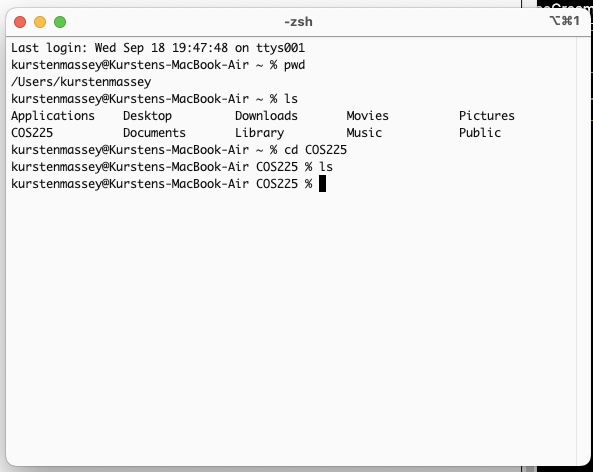 -zsh
⌥⌘1
Last login: Wed Sep 18 19:47:48 on ttys001
kurstenmassey@Kurstens-MacBook-Air ~ % pwd
/Users/kurstenmassey
kurstenmassey@Kurstens-MacBook-Air ~ % ls
Applications Desktop Downloads Movies Pictures
COS225 Documents Library Music Public
kurstenmassey@Kurstens-MacBook-Air ~ % cd COS225
kurstenmassey@Kurstens-MacBook-Air COS225 % ls
kurstenmassey@Kurstens-MacBook-Air COS225 %